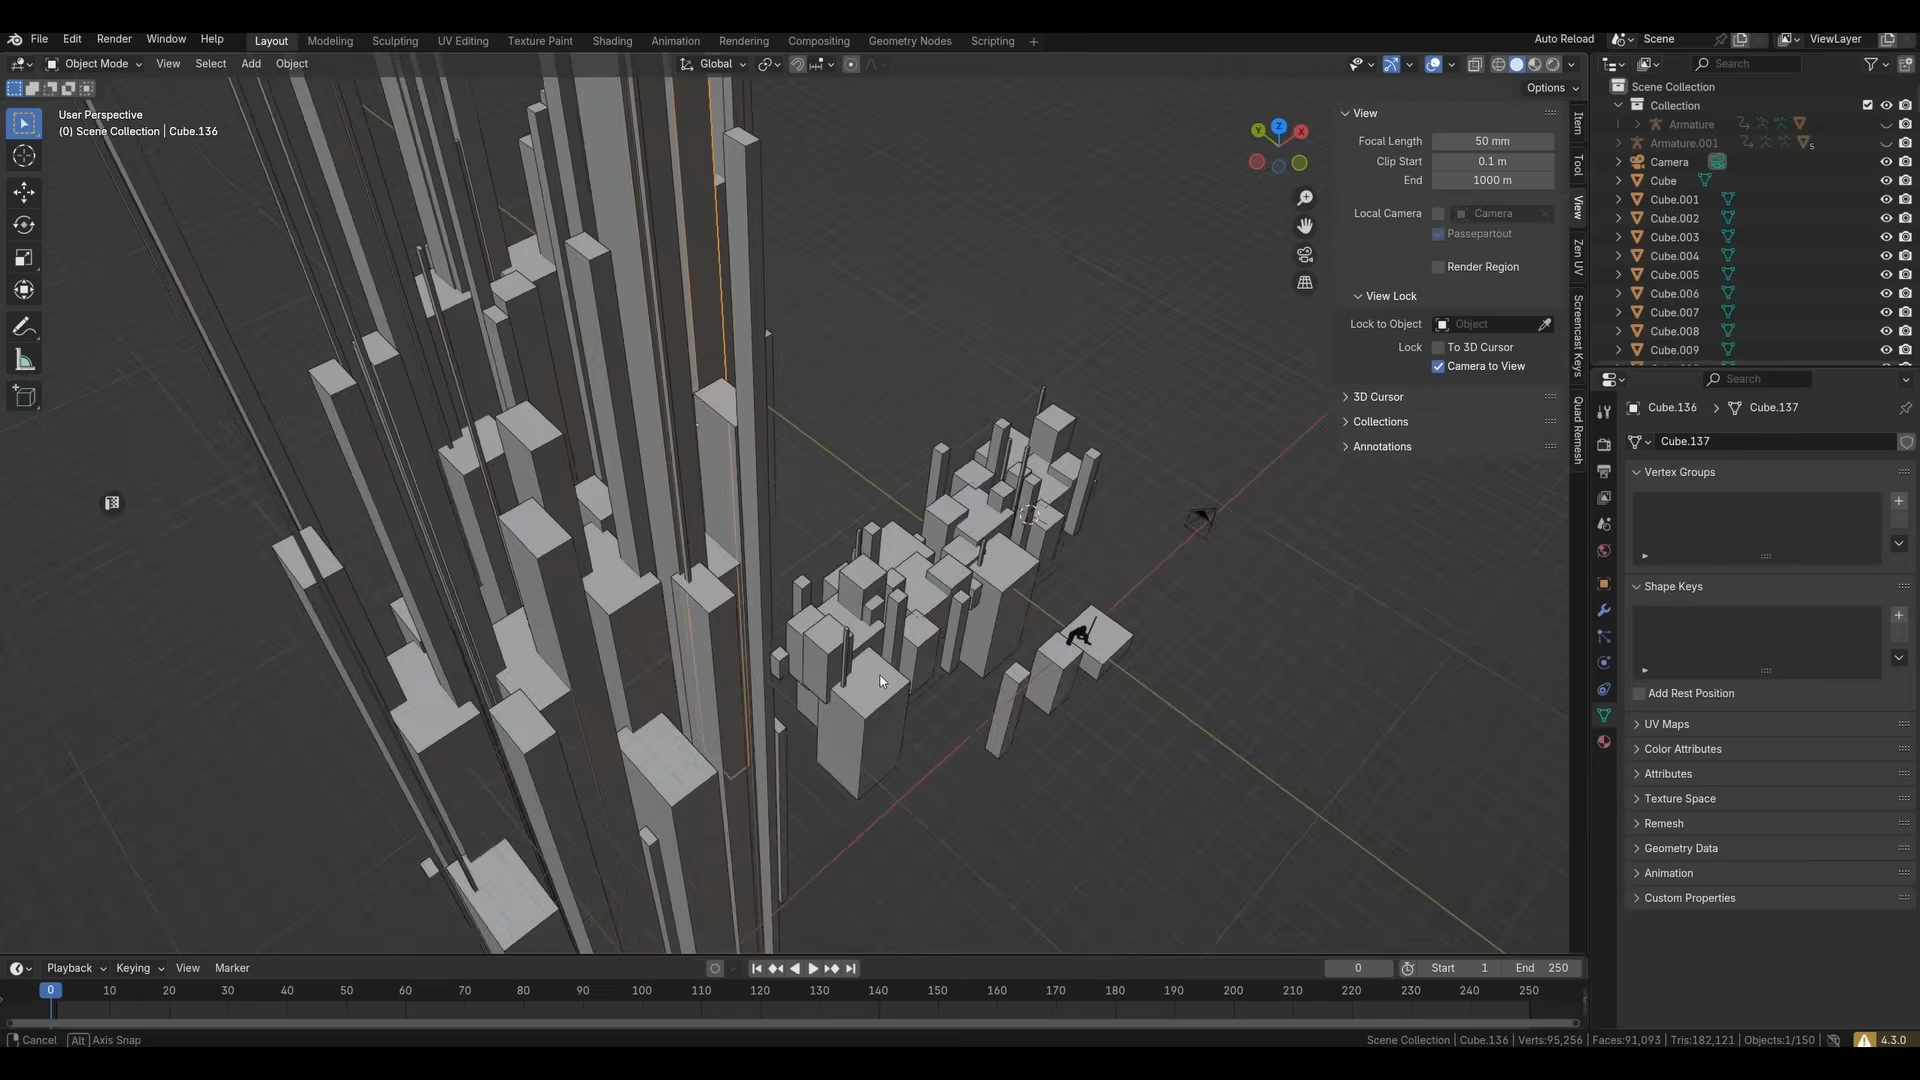 File Edit Render Window Help Layout Modeling Sculpting UV Editing Texture Paint Shading Animation Rendering Compositing Geometry Nodes Scripting + Auto Reload Scene ViewLayer
Object Mode View Select Add Object Global Search
Options
User Perspective
(0) Scene Collection | Cube.136
Y Z X
View
Focal Length 50 mm
Clip Start 0.1 m
End 1000 m
Local Camera Camera
Passepartout
Render Region
View Lock
Lock to Object Object
Lock To 3D Cursor
Camera to View
3D Cursor
Collections
Annotations
Item
Tool
View
Zen UV
Screencast Keys
Quad Remesh
Scene Collection
Collection
Armature
Armature.001 5
Camera
Cube
Cube.001
Cube.002
Cube.003
Cube.004
Cube.005
Cube.006
Cube.007
Cube.008
Cube.009
Search
Cube.136 Cube.137
Cube.137
Vertex Groups
Shape Keys
Add Rest Position
UV Maps
Color Attributes
Attributes
Texture Space
Remesh
Geometry Data
Animation
Custom Properties
Playback Keying View Marker 0 Start 1 End 250
0 10 20 30 40 50 60 70 80 90 100 110 120 130 140 150 160 170 180 190 200 210 220 230 240 250
Cancel Alt Axis Snap Scene Collection | Cube.136 | Verts:95,256 | Faces:91,093 | Tris:182,121 | Objects:1/150 4.3.0